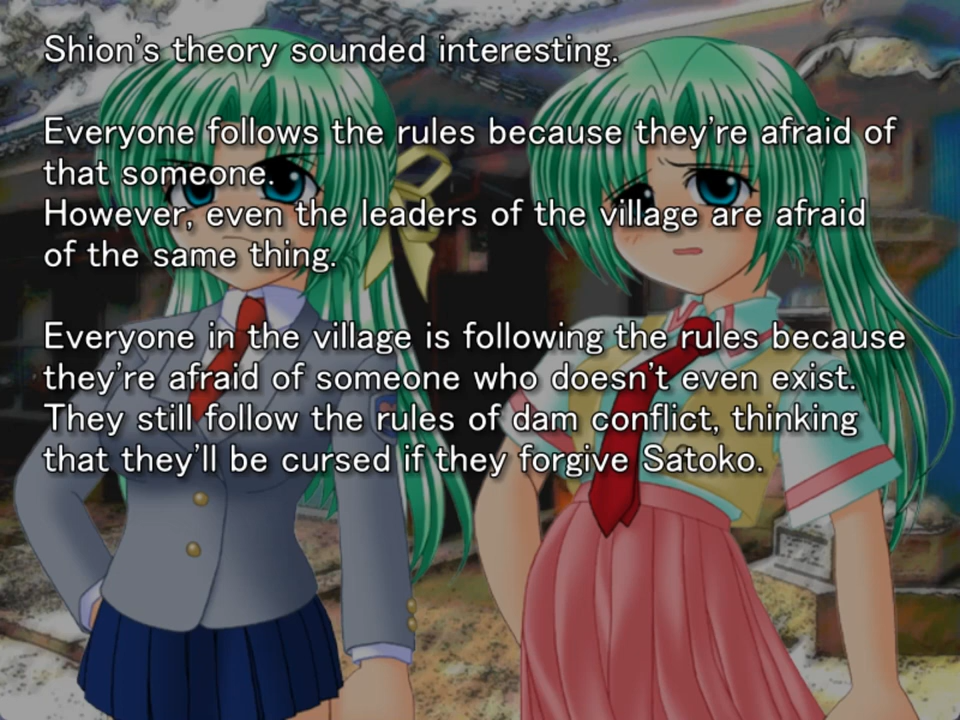 Shion's theory sounded interesting.
Everyone follows the rules because they're afraid of
that someone.
However, even the leaders of the village are afraid
of the same thing.
Everyone in the village is following the rules because
they're afraid of someone who doesn't even exist.
They still follow the rules of dam conflict, thinking
that they'll be cursed if they forgive Satoko.